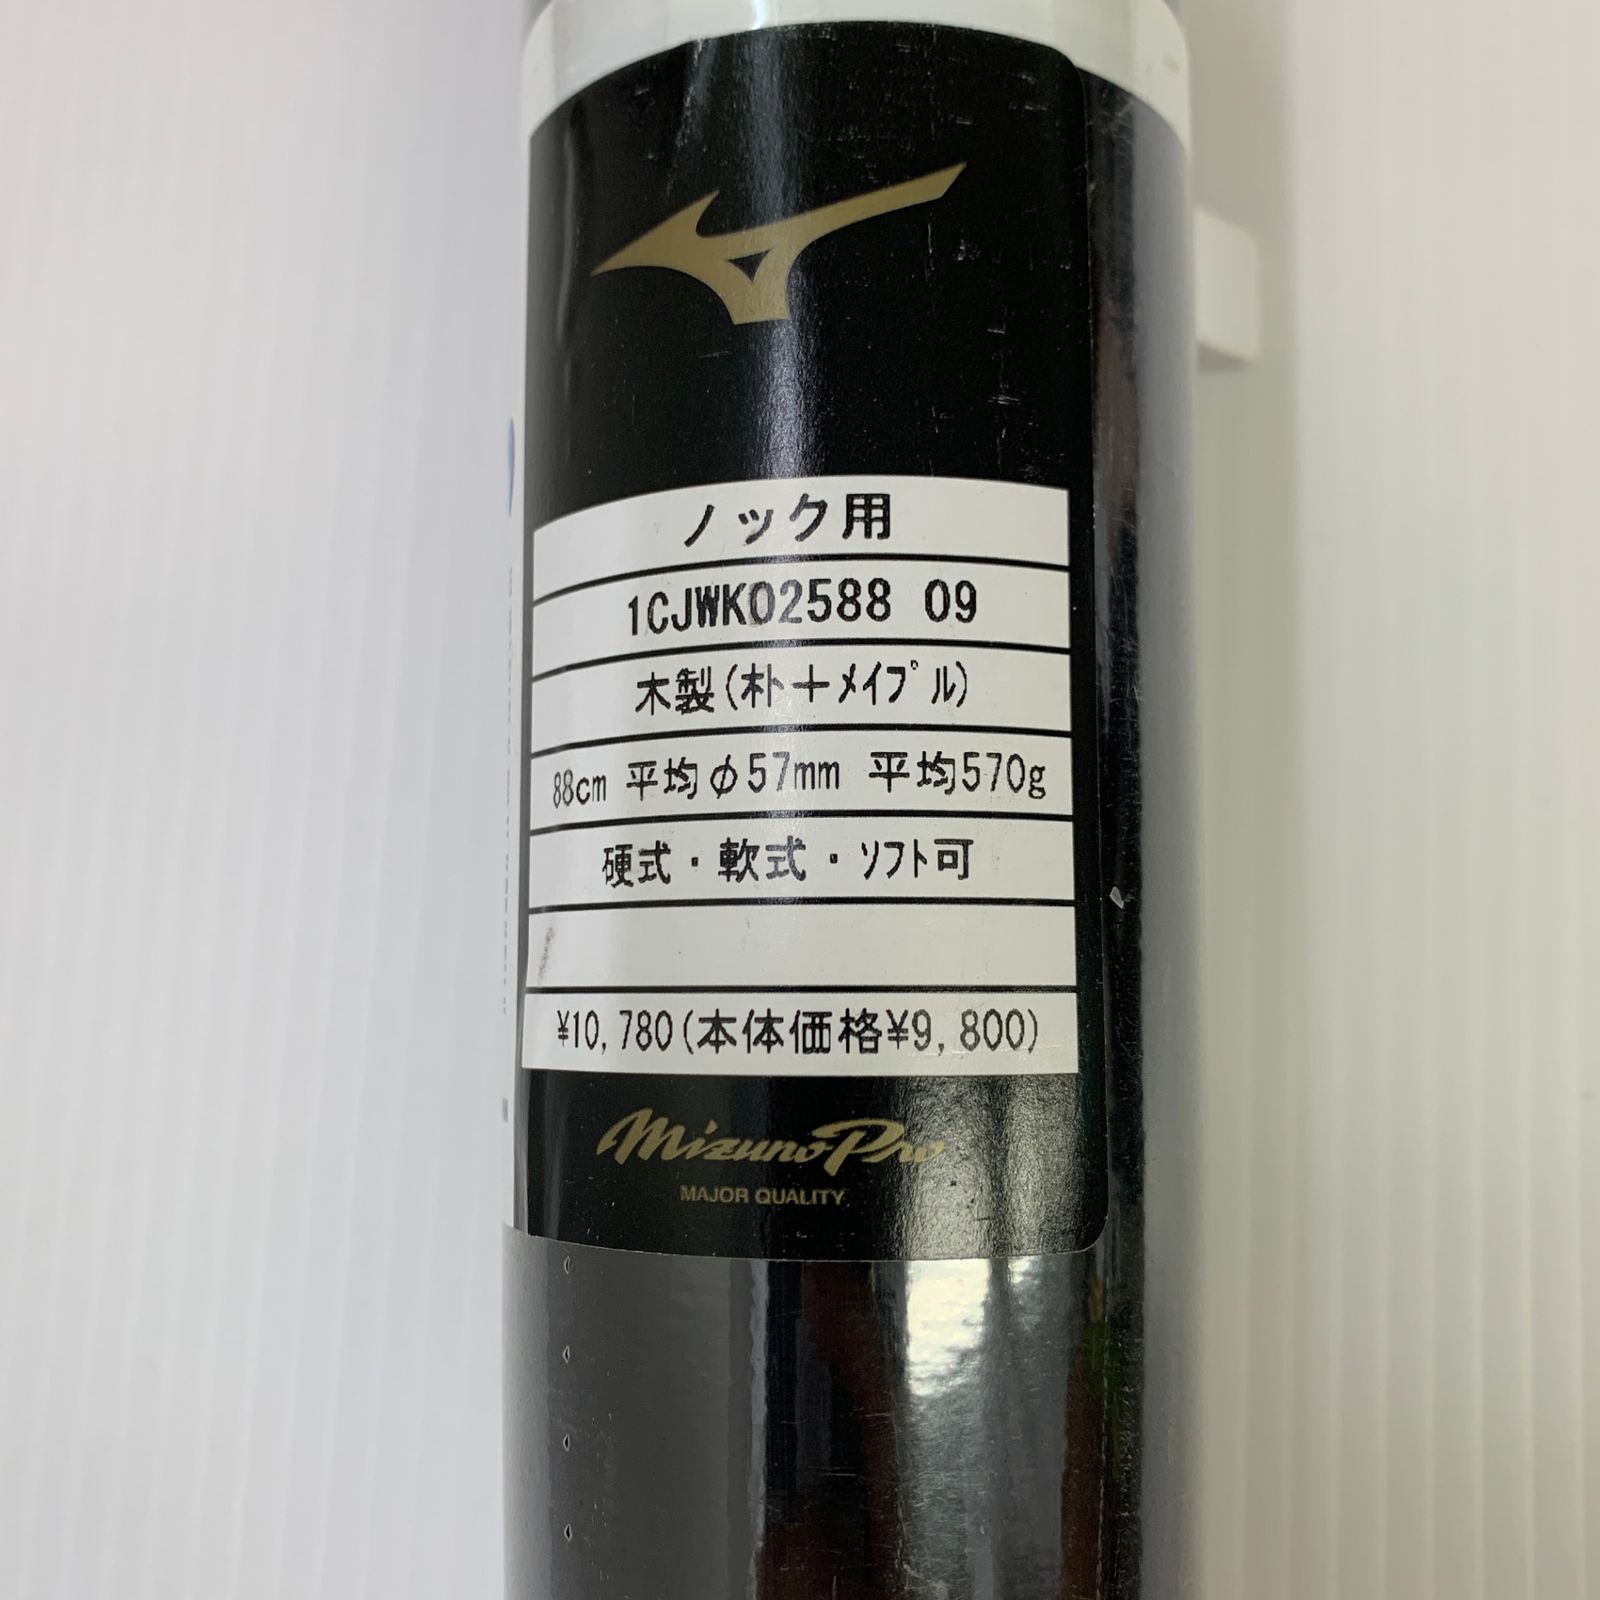 ノック用
1CJWK02588 09
木製(朴+ﾒｲﾌﾟﾙ)
88cm 平均φ57mm 平均570g
硬式・軟式・ｿﾌﾄ可
¥10,780(本体価格¥9,800)
Mizuno Pro
MAJOR QUALITY